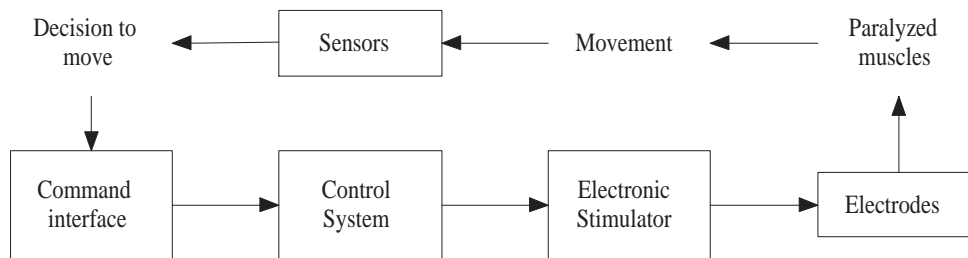 Decision to
move
Sensors
Movement
Paralyzed
muscles
Command
interface
Control
System
Electronic
Stimulator
Electrodes